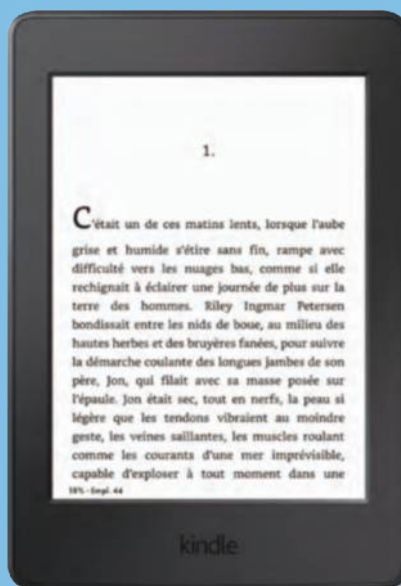 1.
C'était un de ces matins lents, lorsque l'aube
grise et humide s'étire sans fin, rampe avec
difficulté vers les nuages bas, comme si elle
rechignait à éclairer une journée de plus sur la
terre des hommes. Riley Ingmar Petersen
bondissait entre les nids de boue, au milieu des
hautes herbes et des bruyères fanées, pour suivre
la démarche coulante des longues jambes de son
père, Jon, qui filait avec sa masse posée sur
l'épaule. Jon était sec, tout en nerfs, la peau si
légère que les tendons vibraient au moindre
geste, les veines saillantes, les muscles roulant
comme les courants d'une mer imprévisible,
capable d'exploser à tout moment dans une
18% - Empl. 44
kindle